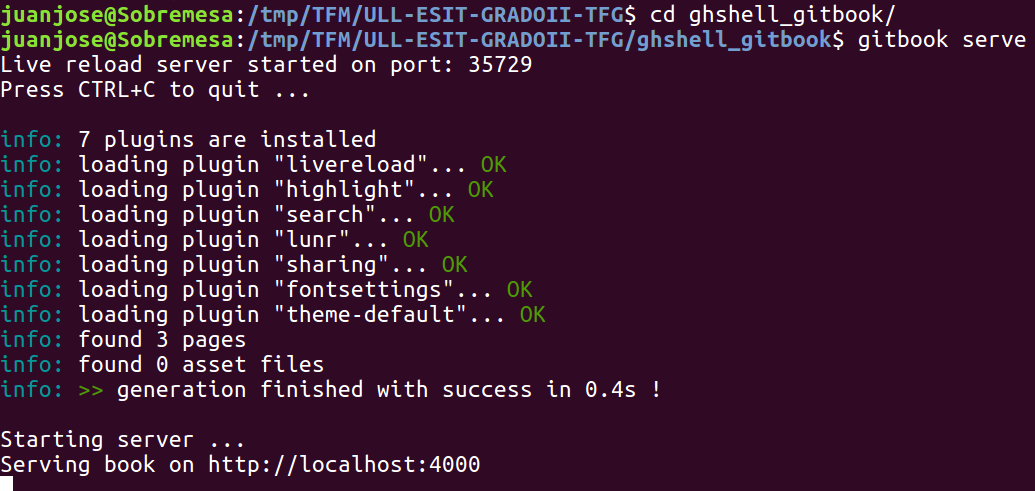 juanjose@Sobremesa:/tmp/TFM/ULL-ESIT-GRADOII-TFG$ cd ghshell_gitbook/
juanjose@Sobremesa:/tmp/TFM/ULL-ESIT-GRADOII-TFG/ghshell_gitbook$ gitbook serve
Live reload server started on port: 35729
Press CTRL+C to quit ...
info: 7 plugins are installed
info: loading plugin "livereload"... OK
info: loading plugin "highlight"... OK
info: loading plugin "search"... OK
info: loading plugin "lunr"... OK
info: loading plugin "sharing"... OK
info: loading plugin "fontsettings"... OK
info: loading plugin "theme-default"... OK
info: found 3 pages
info: found 0 asset files
info: >> generation finished with success in 0.4s !
Starting server ...
Serving book on http://localhost:4000